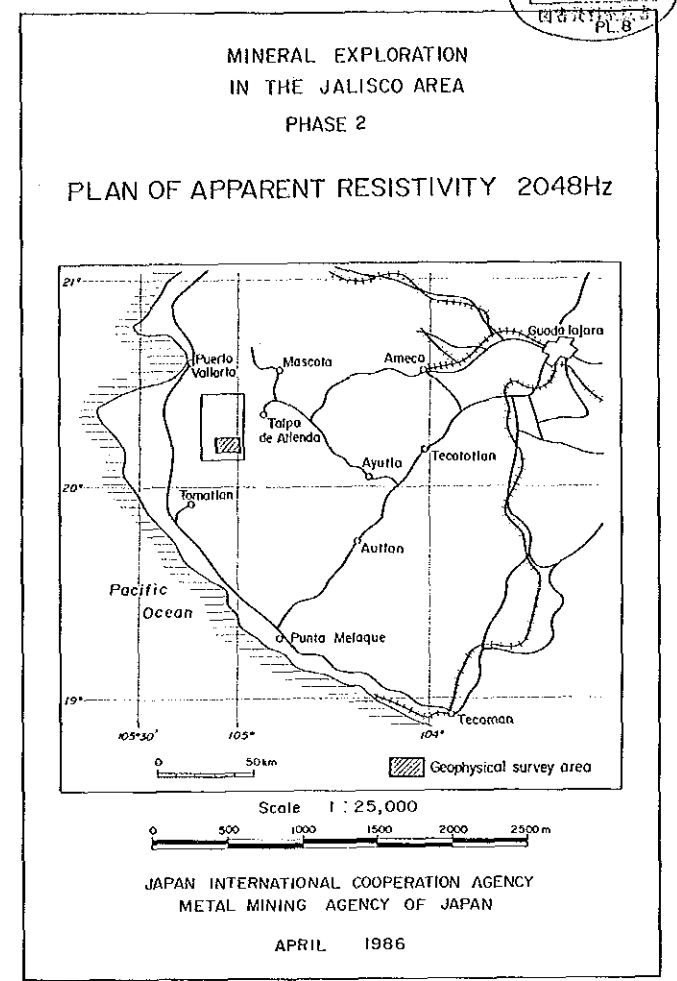 PL.8
MINERAL EXPLORATION
IN THE JALISCO AREA
PHASE 2
PLAN OF APPARENT RESISTIVITY 2048Hz
21°
Guadalajara
Puerto
Vallarta
Mascota
Ameca
Talpa
de Allenda
Tecototlan
Ayutla
20°
Tomatlan
Autlan
Pacific
Ocean
Punta Melaque
19°
Tecoman
105°30'
105°
104°
0 50km
Geophysical survey area
Scale 1 : 25,000
0 500 1000 1500 2000 2500m
JAPAN INTERNATIONAL COOPERATION AGENCY
METAL MINING AGENCY OF JAPAN
APRIL 1986